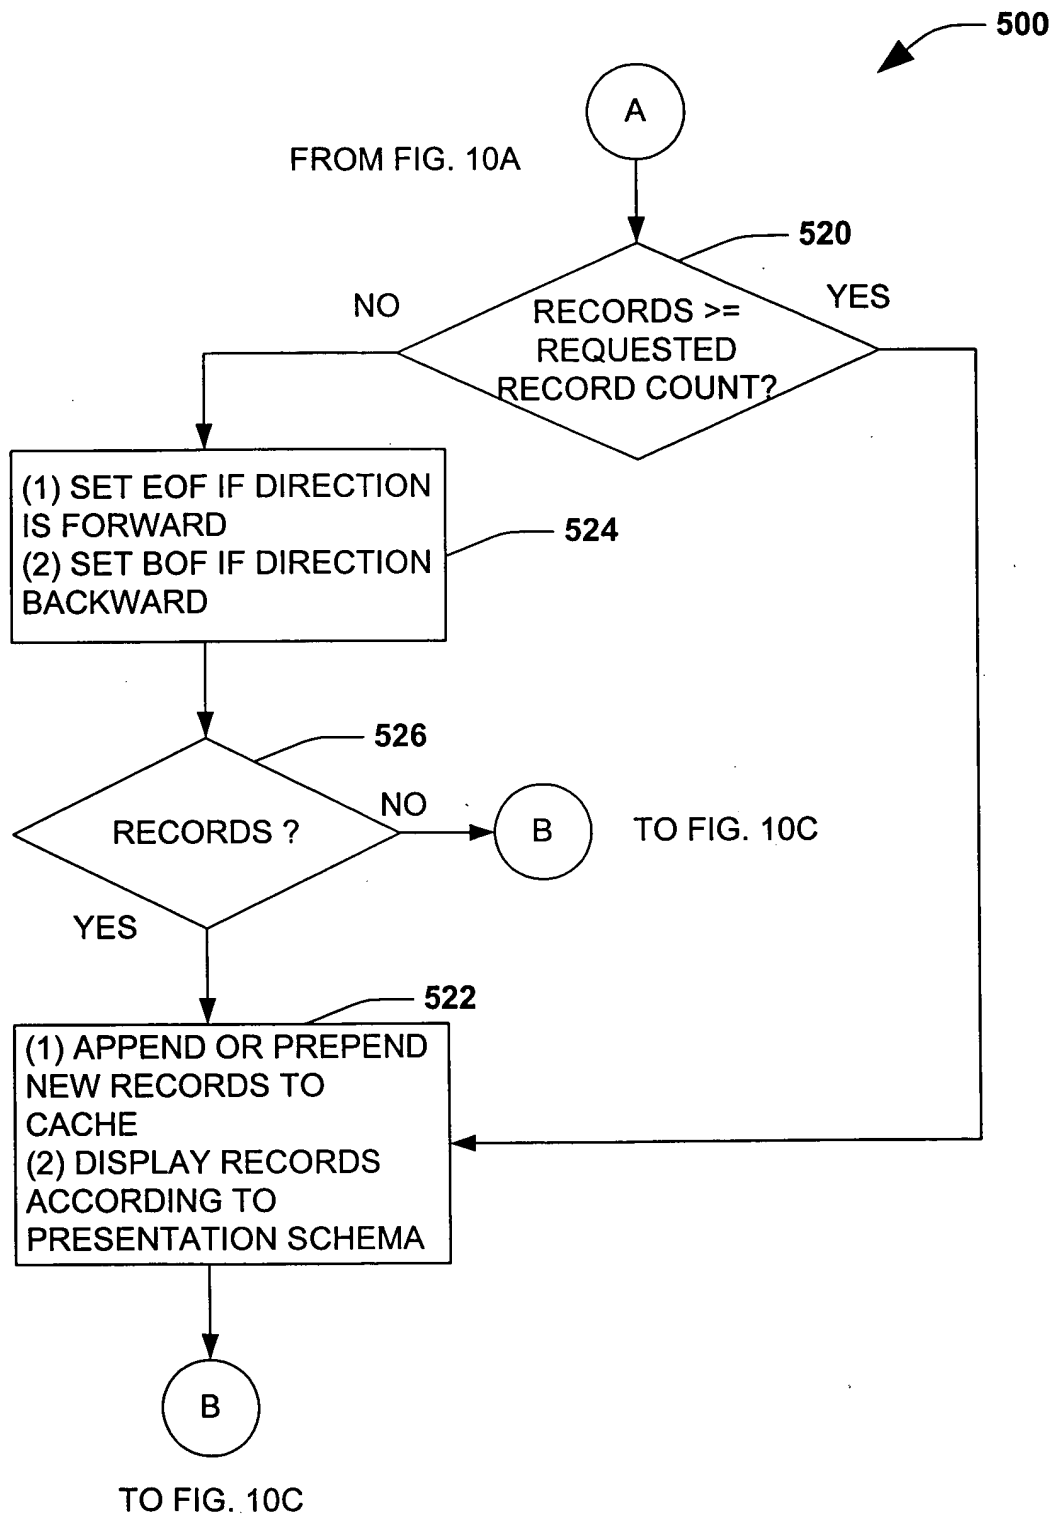 500
A
FROM FIG. 10A
520
NO
YES
RECORDS >=
REQUESTED
RECORD COUNT?
(1) SET EOF IF DIRECTION
IS FORWARD
(2) SET BOF IF DIRECTION
BACKWARD
524
526
RECORDS ?
NO
B
TO FIG. 10C
YES
522
(1) APPEND OR PREPEND
NEW RECORDS TO
CACHE
(2) DISPLAY RECORDS
ACCORDING TO
PRESENTATION SCHEMA
B
TO FIG. 10C